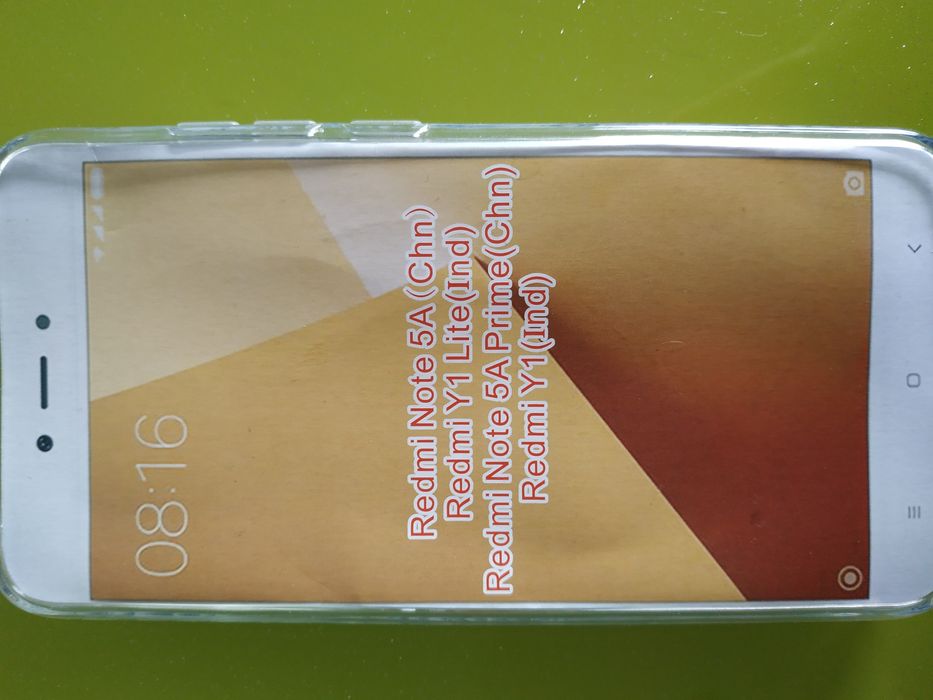 08:16
Redmi Note 5A (Chn)
Redmi Y1 Lite(Ind)
Redmi Note 5A Prime(Chn)
Redmi Y1(Ind)